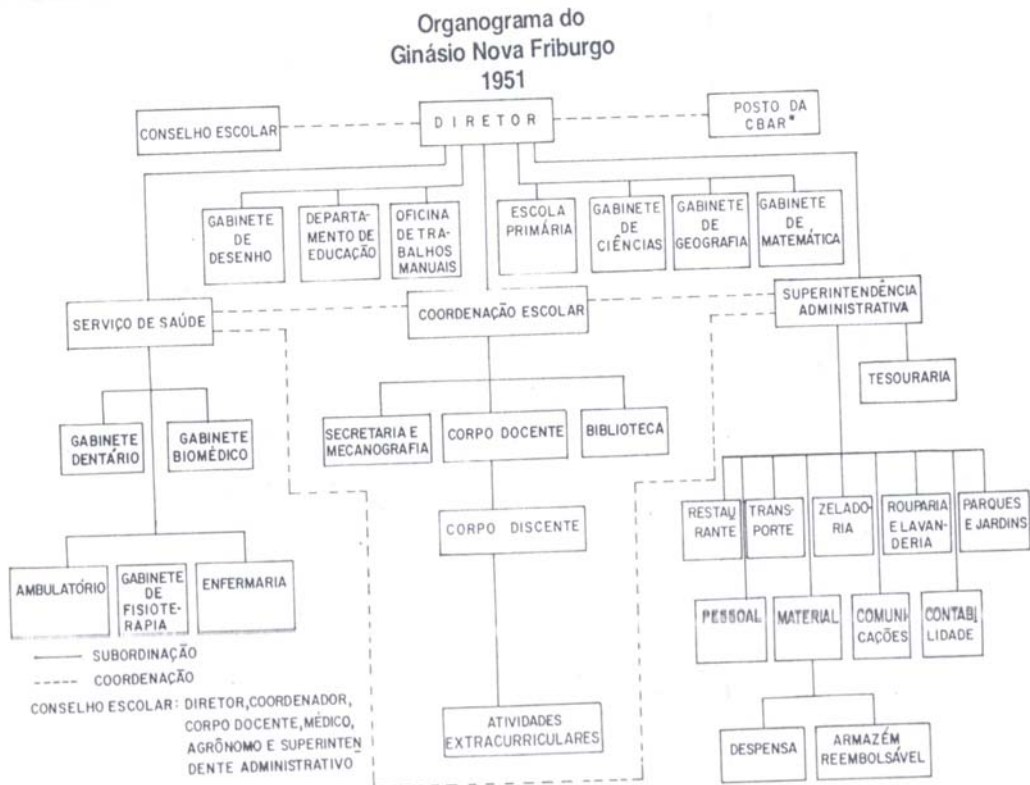 Organograma do
Ginásio Nova Friburgo
1951
CONSELHO ESCOLAR
DIRETOR
POSTO DA
CBAR*
GABINETE
DE
DESENHO
DEPARTA-
MENTO DE
EDUCAÇÃO
OFICINA
DE TRA-
BALHOS
MANUAIS
ESCOLA
PRIMÁRIA
GABINETE
DE
CIÊNCIAS
GABINETE
DE
GEOGRAFIA
GABINETE
DE
MATEMÁTICA
SERVIÇO DE SAÚDE
COORDENAÇÃO ESCOLAR
SUPERINTENDÊNCIA
ADMINISTRATIVA
TESOURARIA
GABINETE
DENTÁRIO
GABINETE
BIOMÉDICO
SECRETARIA E
MECANOGRAFIA
CORPO DOCENTE
BIBLIOTECA
RESTAU
RANTE
TRANS-
PORTE
ZELADO-
RIA
ROUPARIA
E LAVAN-
DERIA
PARQUES
E JARDINS
CORPO DISCENTE
AMBULATÓRIO
GABINETE
DE
FISIOTE-
RAPIA
ENFERMARIA
PESSOAL
MATERIAL
COMUNI-
CAÇÕES
CONTABI
LIDADE
SUBORDINAÇÃO
COORDENAÇÃO
CONSELHO ESCOLAR: DIRETOR, COORDENADOR,
CORPO DOCENTE, MÉDICO,
AGRÔNOMO E SUPERINTEN
DENTE ADMINISTRATIVO
ATIVIDADES
EXTRACURRICULARES
DESPENSA
ARMAZÉM
REEMBOLSÁVEL